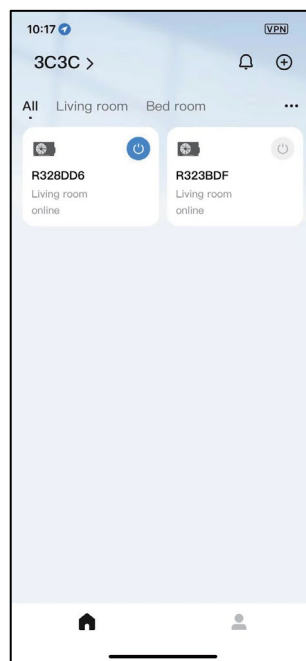 10:17 VPN
3C3C >
All Living room Bed room ...
R328DD6 R323BDF
Living room Living room
online online